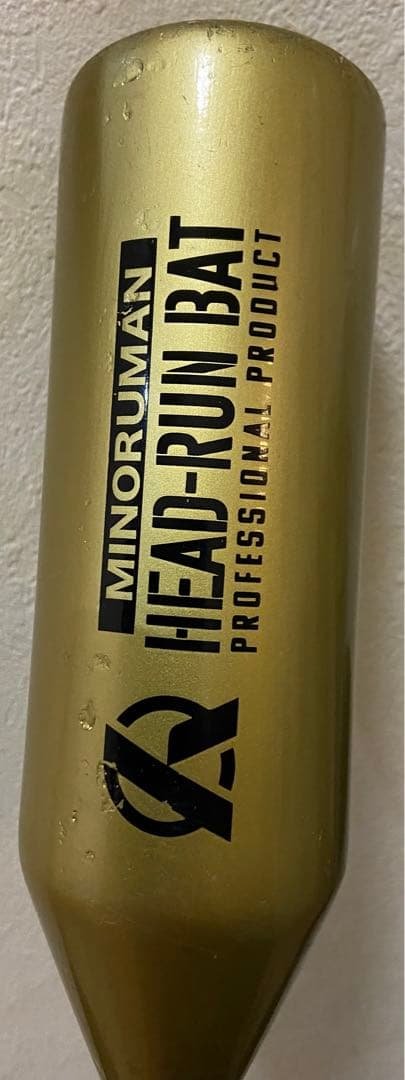 MINORUMAN
HEAD-RUN BAT
PROFESSIONAL PRODUCT